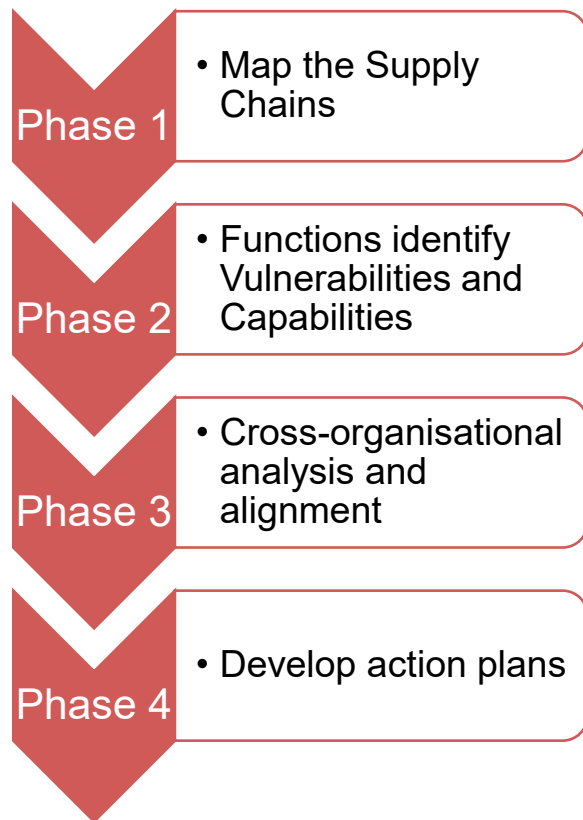 Phase 1
• Map the Supply
Chains
Phase 2
• Functions identify
Vulnerabilities and
Capabilities
Phase 3
• Cross-organisational
analysis and
alignment
Phase 4
• Develop action plans